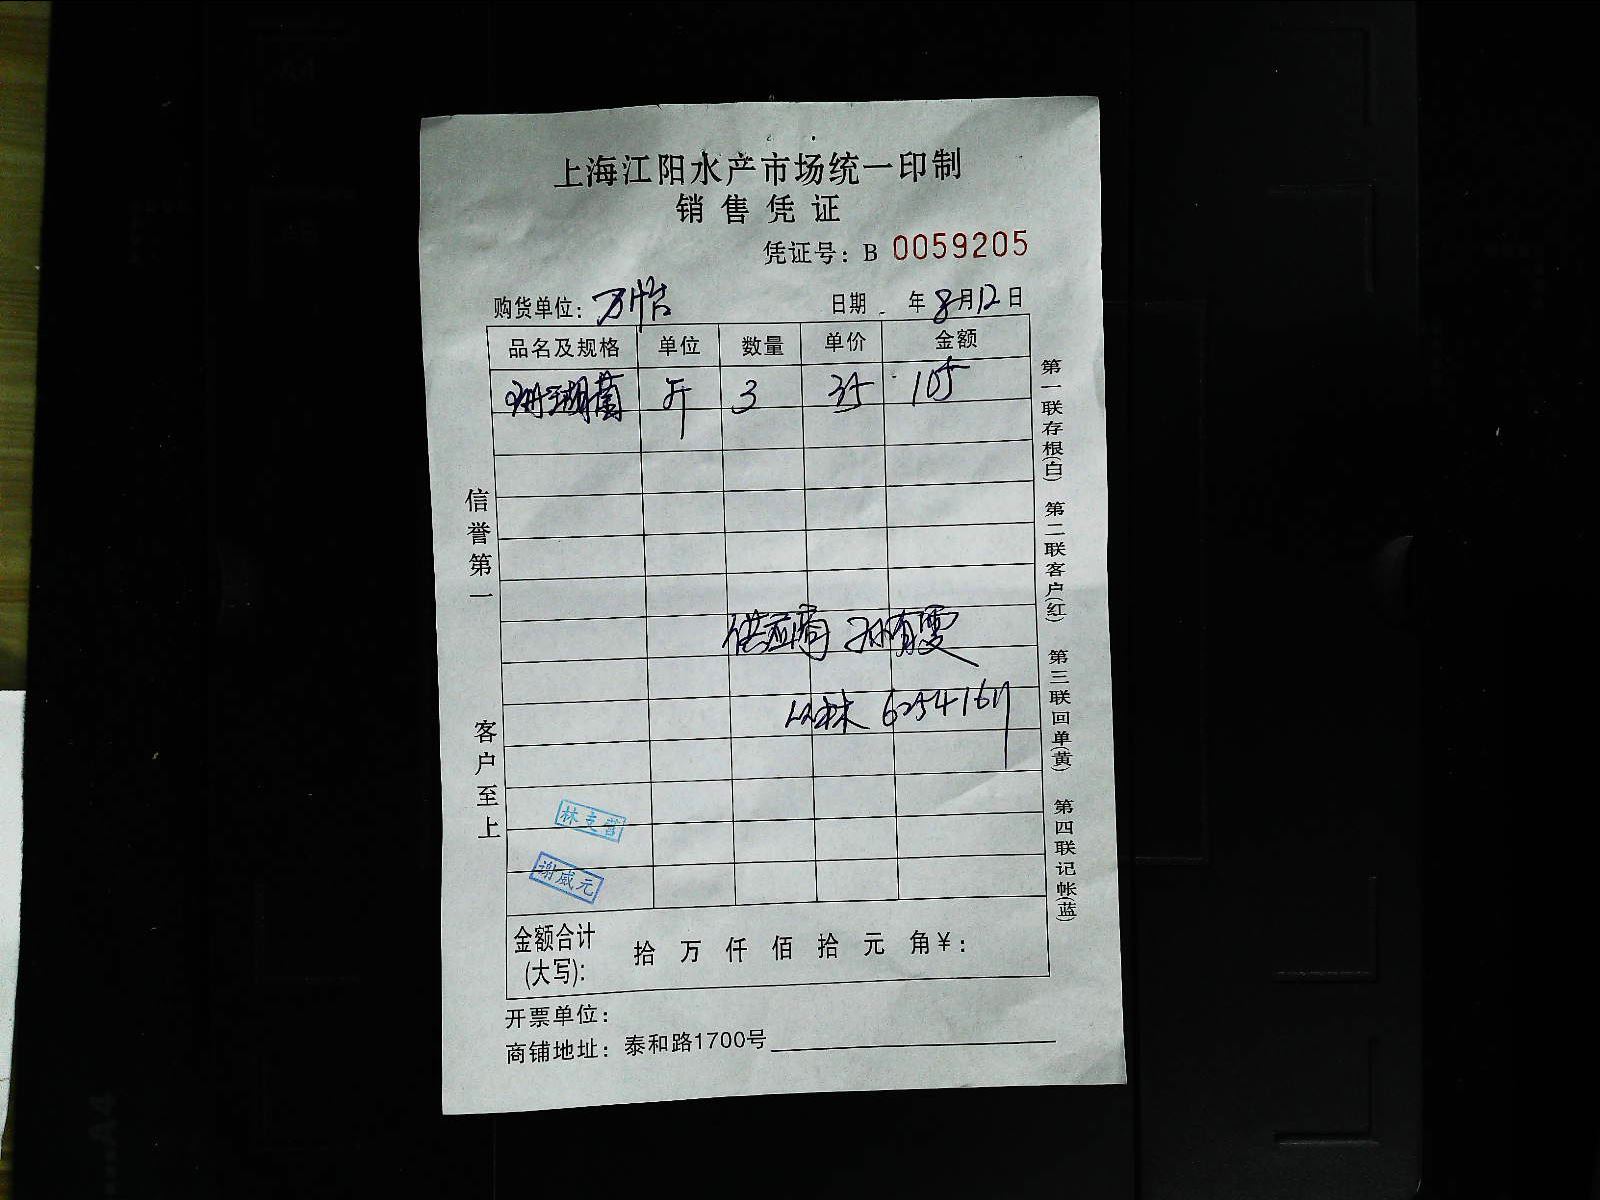 上海江阳水产市场统一印制
销售凭证
凭证号：B 0059205
购货单位：万怡 日期 年8月12日
品名及规格 单位 数量 单价 金额
珊瑚菌 斤 3 35 105
供应商 孙有雯
6254167
林支营
谢威元
金额合计(大写)： 拾 万 仟 佰 拾 元 角￥：
开票单位：
商铺地址：泰和路1700号
信誉第一 客户至上
第一联存根(白) 第二联客户(红) 第三联回单(黄) 第四联记帐(蓝)